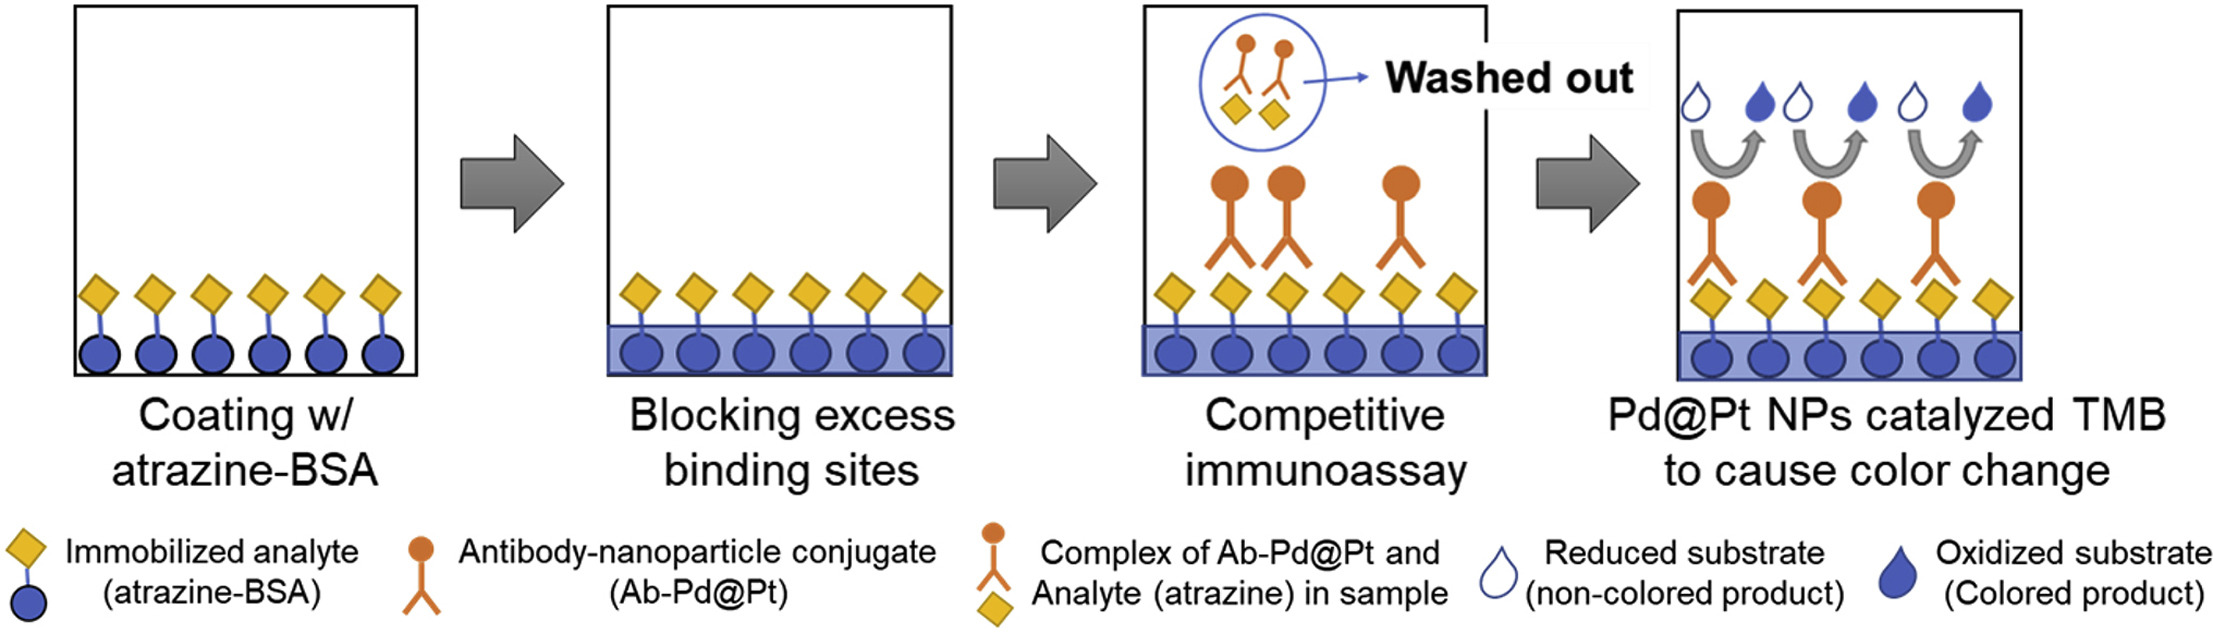 Washed out
Coating w/
atrazine-BSA
Blocking excess
binding sites
Competitive
immunoassay
Pd@Pt NPs catalyzed TMB
to cause color change
Immobilized analyte
(atrazine-BSA)
Antibody-nanoparticle conjugate
(Ab-Pd@Pt)
Complex of Ab-Pd@Pt and
Analyte (atrazine) in sample
Reduced substrate
(non-colored product)
Oxidized substrate
(Colored product)